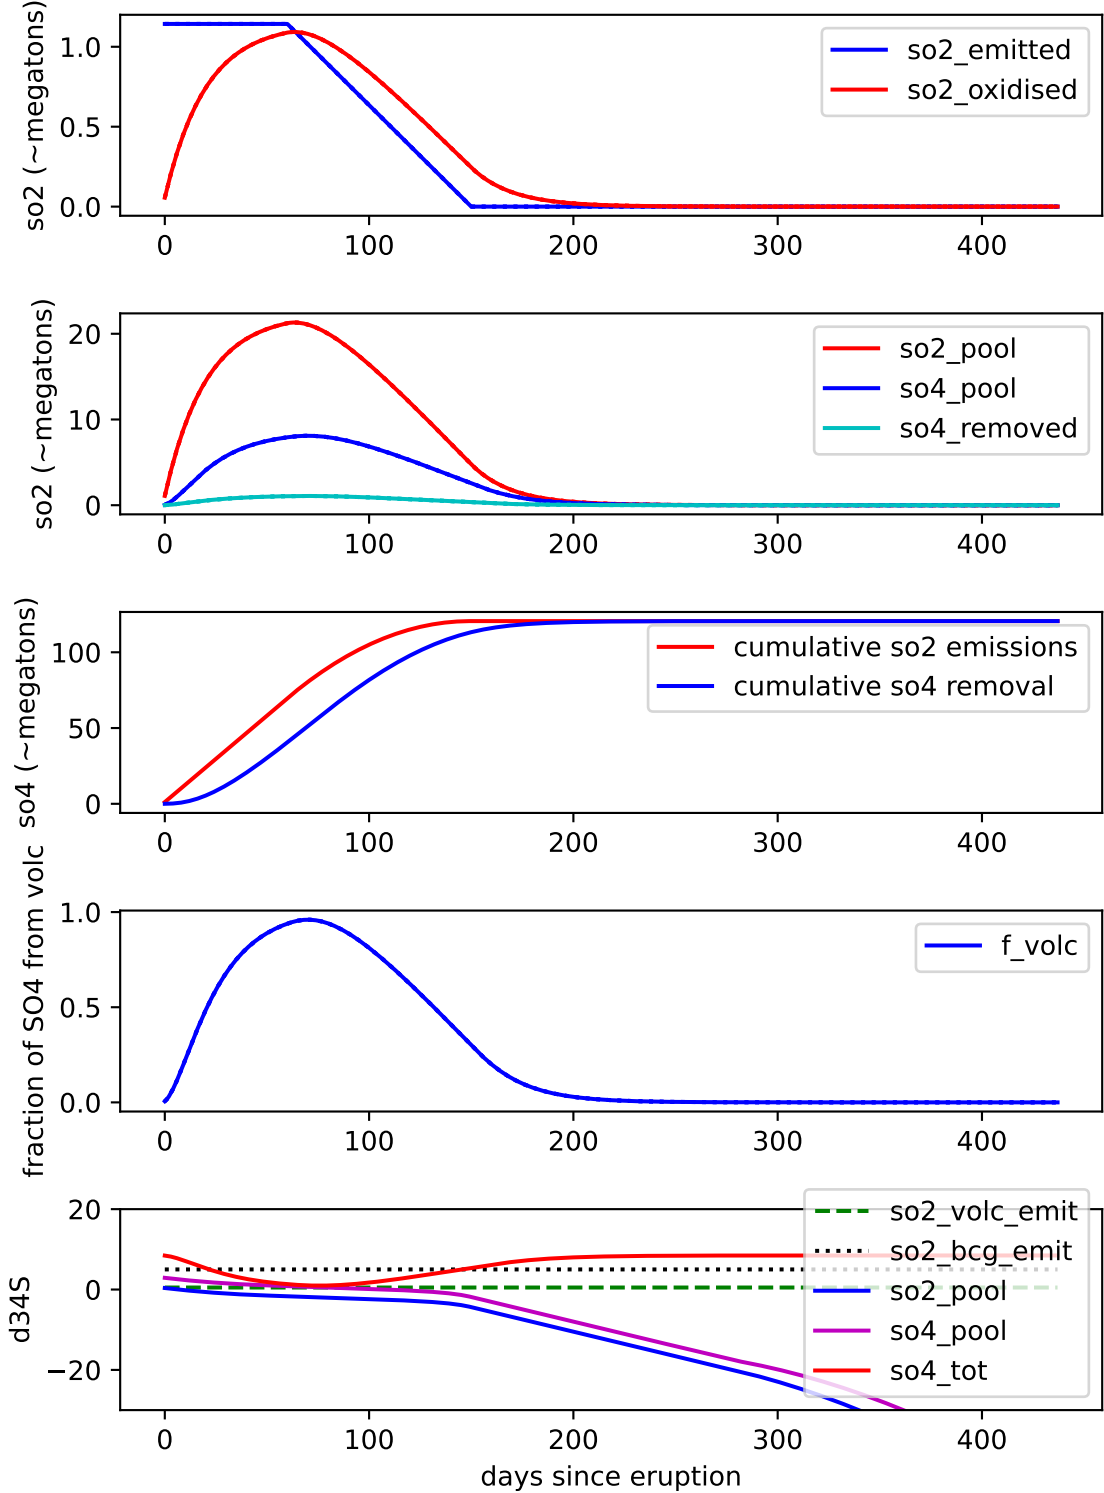 so2 (~megatons)
1.0
0.5
0.0
so2_emitted
so2_oxidised
0 100 200 300 400
so2 (~megatons)
20
10
0
so2_pool
so4_pool
so4_removed
0 100 200 300 400
so4 (~megatons)
100
50
0
cumulative so2 emissions
cumulative so4 removal
0 100 200 300 400
fraction of SO4 from volc
1.0
0.5
0.0
f_volc
0 100 200 300 400
d34S
20
0
−20
so2_volc_emit
so2_bcg_emit
so2_pool
so4_pool
so4_tot
0 100 200 300 400
days since eruption